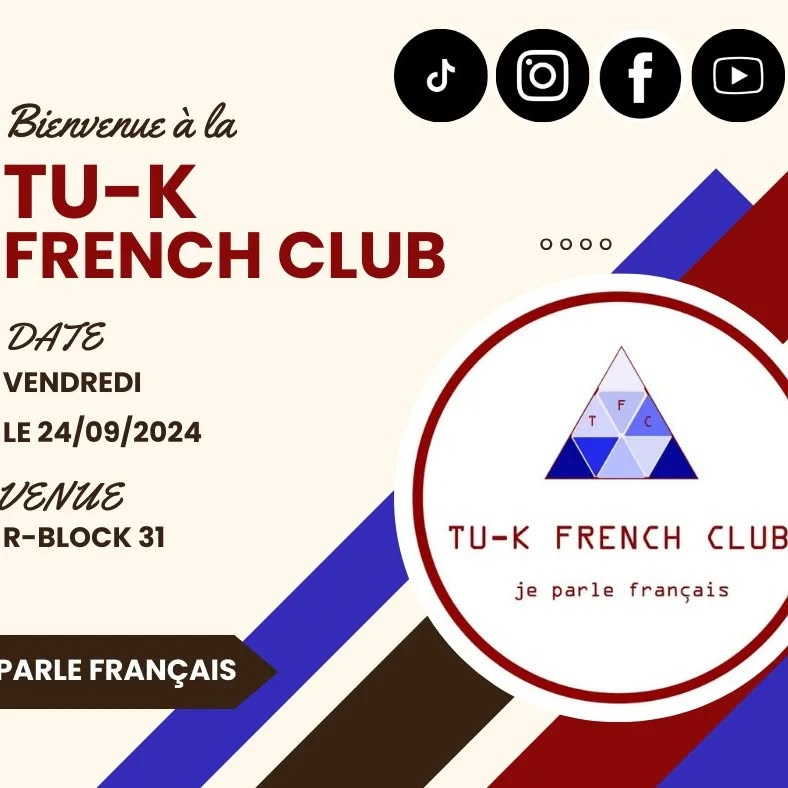 Bienvenue à la
TU-K
FRENCH CLUB
DATE
VENDREDI
LE 24/09/2024
VENUE
R-BLOCK 31
PARLE FRANÇAIS
F
T C
TU-K FRENCH CLUB
je parle français